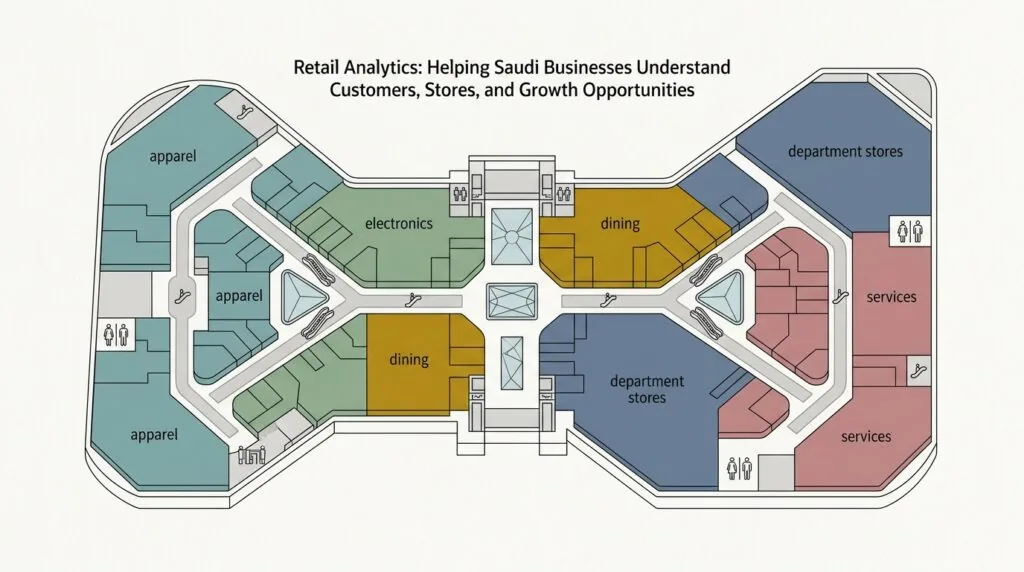 Retail Analytics: Helping Saudi Businesses Understand
Customers, Stores, and Growth Opportunities
apparel
department stores
electronics
dining
apparel
services
dining
department
stores
apparel
services